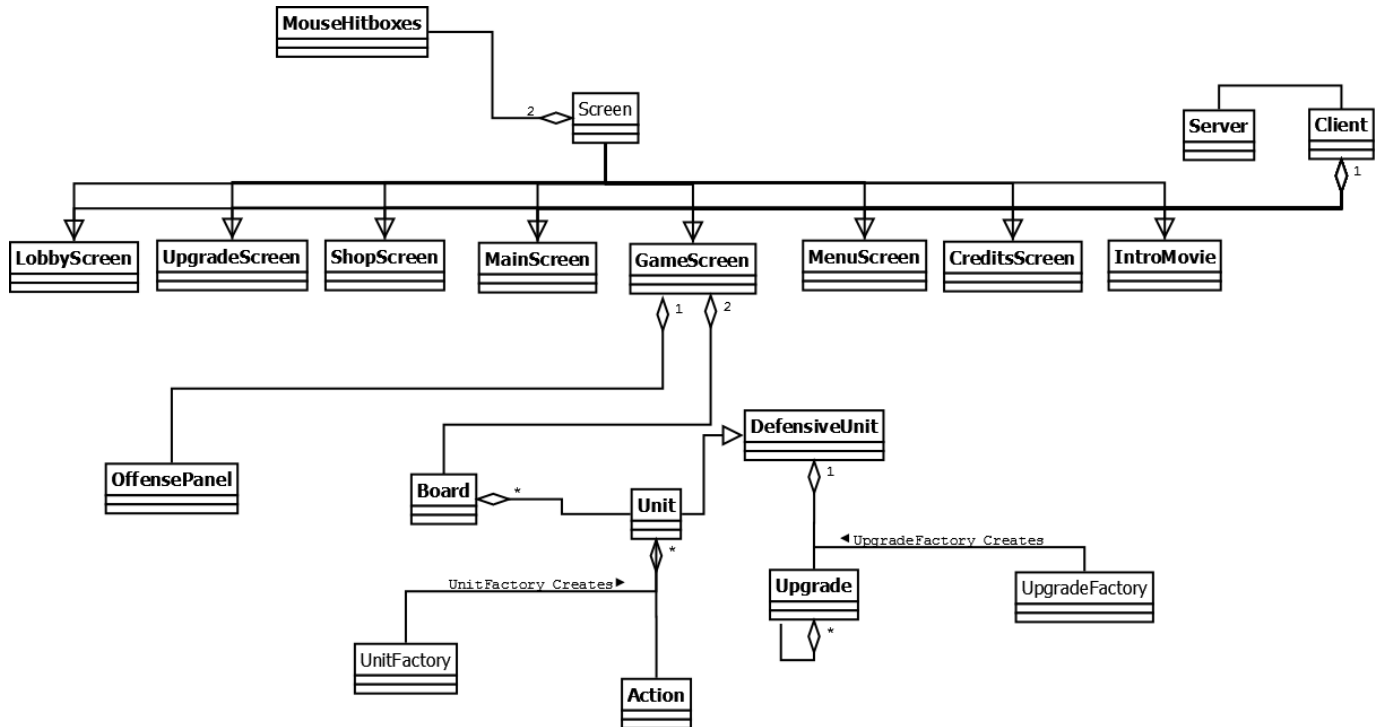 MouseHitboxes
2
Screen
Server
Client
1
LobbyScreen
UpgradeScreen
ShopScreen
MainScreen
GameScreen
MenuScreen
CreditsScreen
IntroMovie
1
2
DefensiveUnit
1
OffensePanel
Board
*
Unit
*
UpgradeFactory Creates
UnitFactory Creates
Upgrade
UpgradeFactory
*
UnitFactory
Action